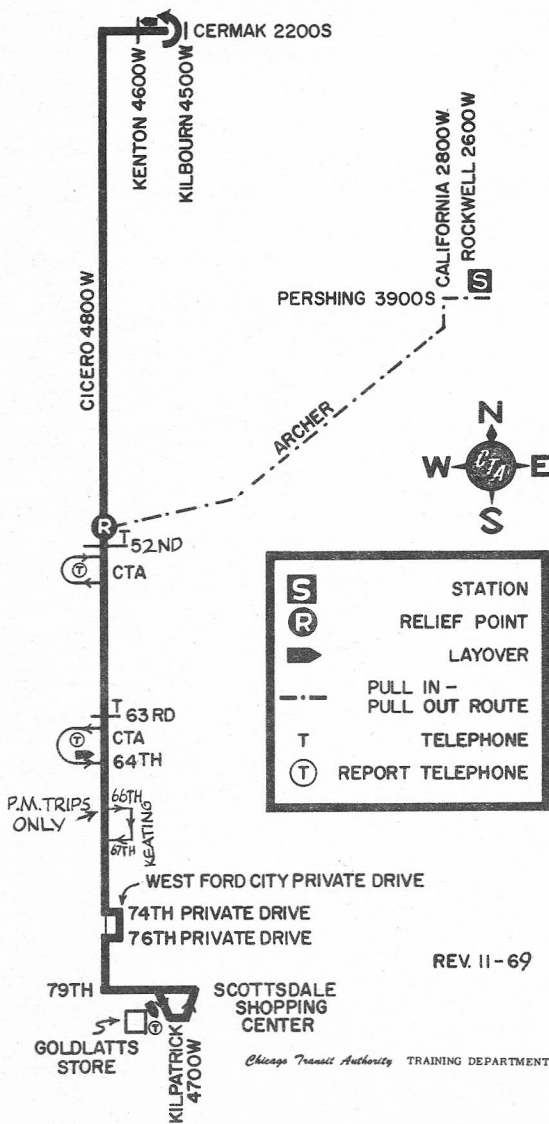 CERMAK 2200S
KENTON 4600W
KILBOURN 4500W
CICERO 4800W
CALIFORNIA 2800W
ROCKWELL 2600W
S
PERSHING 3900S
ARCHER
N
W CTA E
S
R
T
52ND
T
CTA
T
63RD
T
CTA
64TH
P.M. TRIPS
ONLY
66TH
KEATING
67TH
WEST FORD CITY PRIVATE DRIVE
74TH PRIVATE DRIVE
76TH PRIVATE DRIVE
79TH
SCOTTSDALE
SHOPPING
CENTER
T
GOLDLATTS
STORE
KILPATRICK
4700W
S STATION
R RELIEF POINT
LAYOVER
PULL IN -
PULL OUT ROUTE
T TELEPHONE
T REPORT TELEPHONE
REV. 11-69
Chicago Transit Authority TRAINING DEPARTMENT